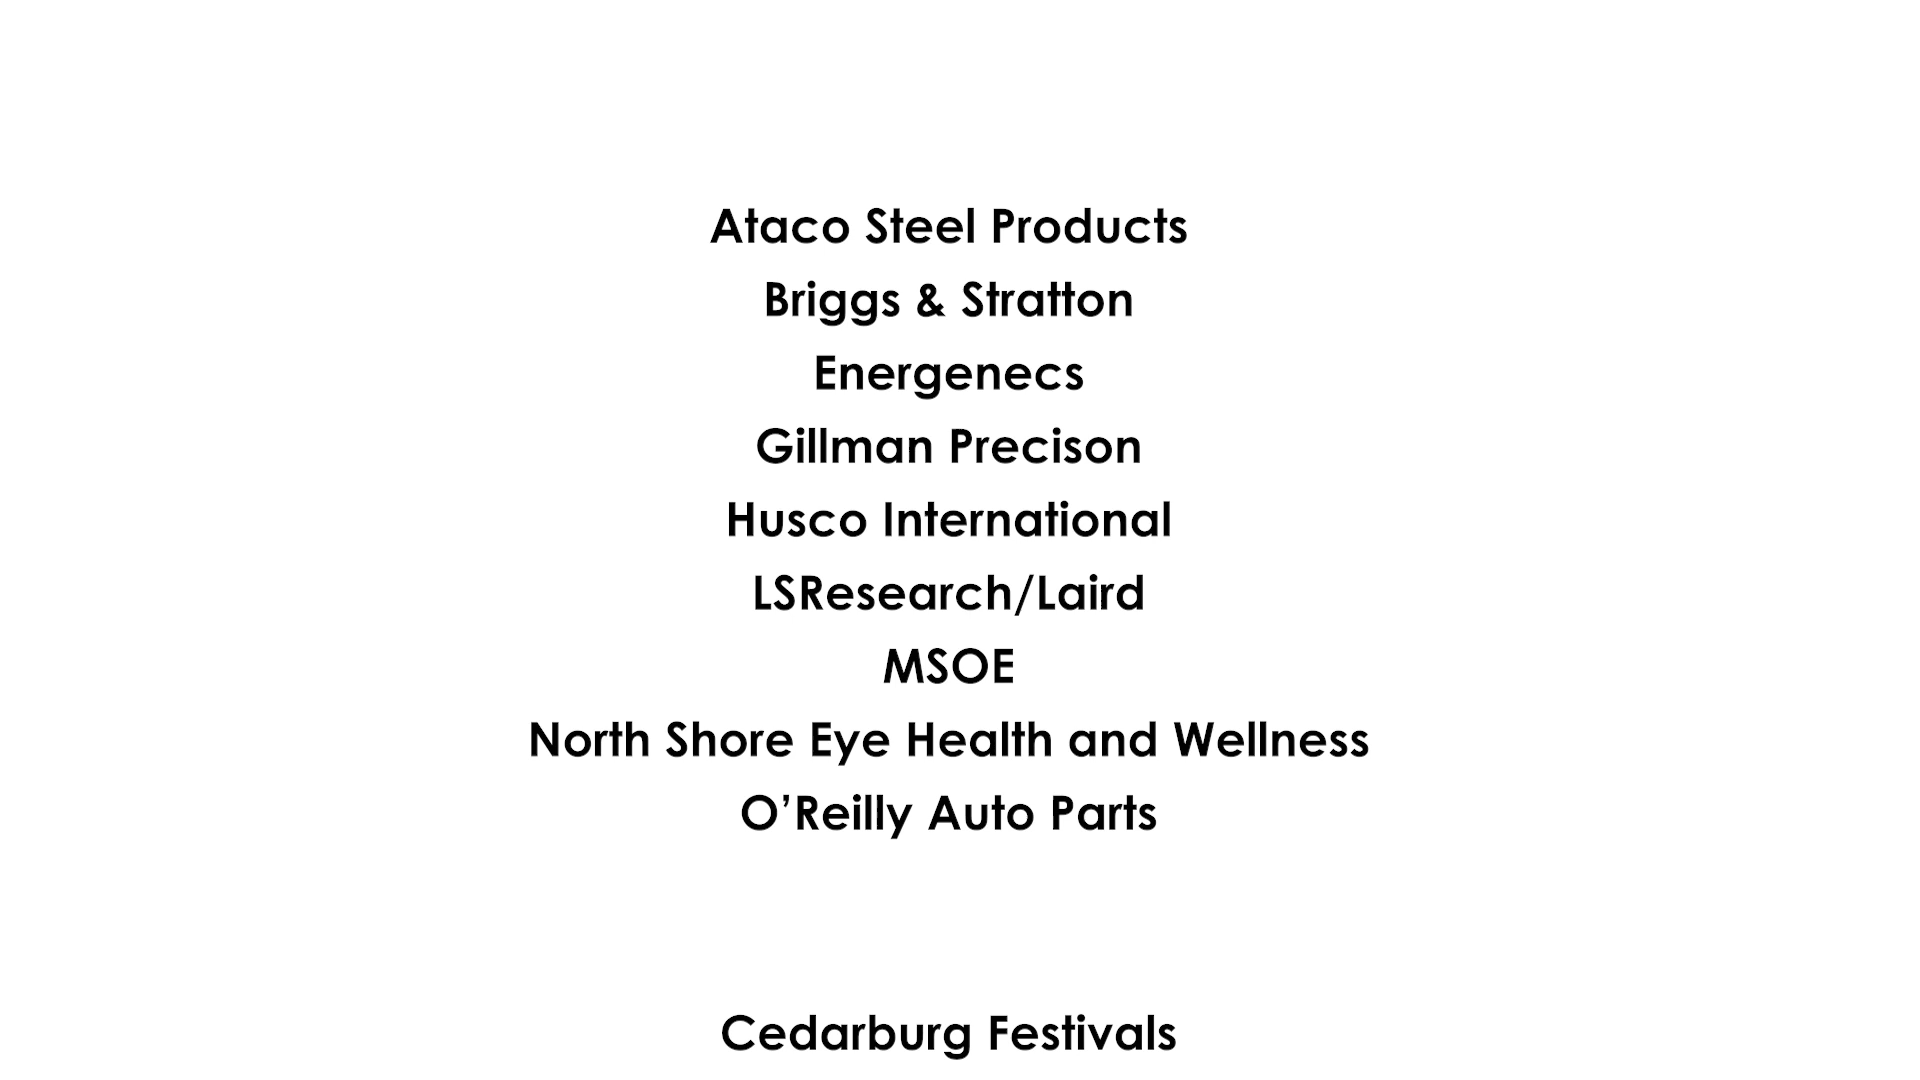 Ataco Steel Products
Briggs & Stratton
Energenecs
Gillman Precison
Husco International
LSResearch/Laird
MSOE
North Shore Eye Health and Wellness
O’Reilly Auto Parts
Cedarburg Festivals